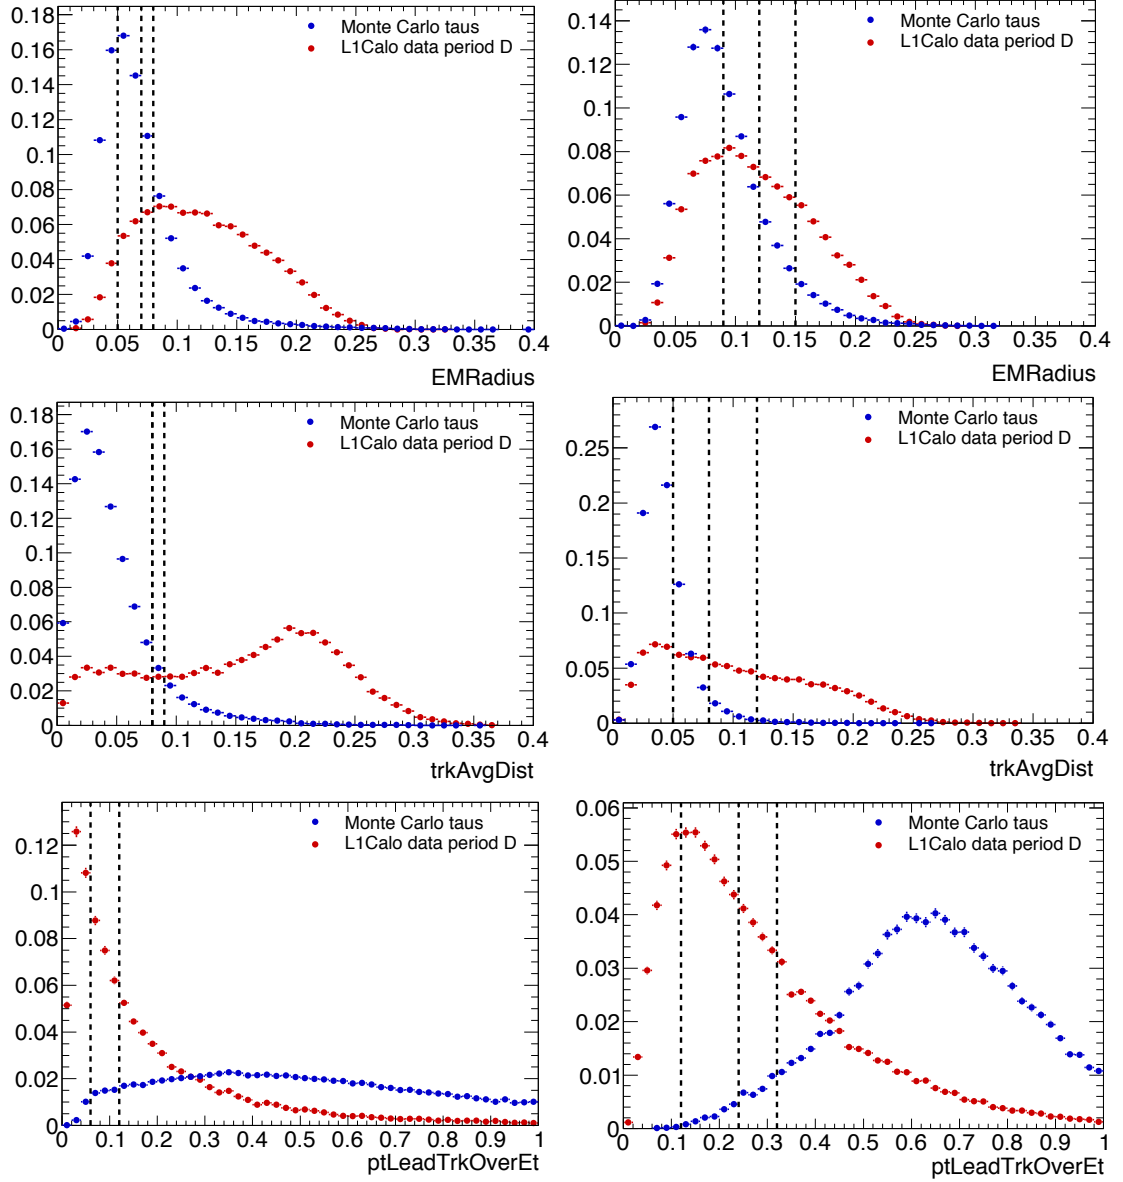 Monte Carlo taus
L1Calo data period D
0.18
0.16
0.14
0.12
0.1
0.08
0.06
0.04
0.02
0
0 0.05 0.1 0.15 0.2 0.25 0.3 0.35 0.4
EMRadius
Monte Carlo taus
L1Calo data period D
0.14
0.12
0.1
0.08
0.06
0.04
0.02
0
0 0.05 0.1 0.15 0.2 0.25 0.3 0.35 0.4
EMRadius
Monte Carlo taus
L1Calo data period D
0.18
0.16
0.14
0.12
0.1
0.08
0.06
0.04
0.02
0
0 0.05 0.1 0.15 0.2 0.25 0.3 0.35 0.4
trkAvgDist
Monte Carlo taus
L1Calo data period D
0.25
0.2
0.15
0.1
0.05
0
0 0.05 0.1 0.15 0.2 0.25 0.3 0.35 0.4
trkAvgDist
Monte Carlo taus
L1Calo data period D
0.12
0.1
0.08
0.06
0.04
0.02
0
0 0.1 0.2 0.3 0.4 0.5 0.6 0.7 0.8 0.9 1
ptLeadTrkOverEt
Monte Carlo taus
L1Calo data period D
0.06
0.05
0.04
0.03
0.02
0.01
0
0 0.1 0.2 0.3 0.4 0.5 0.6 0.7 0.8 0.9 1
ptLeadTrkOverEt